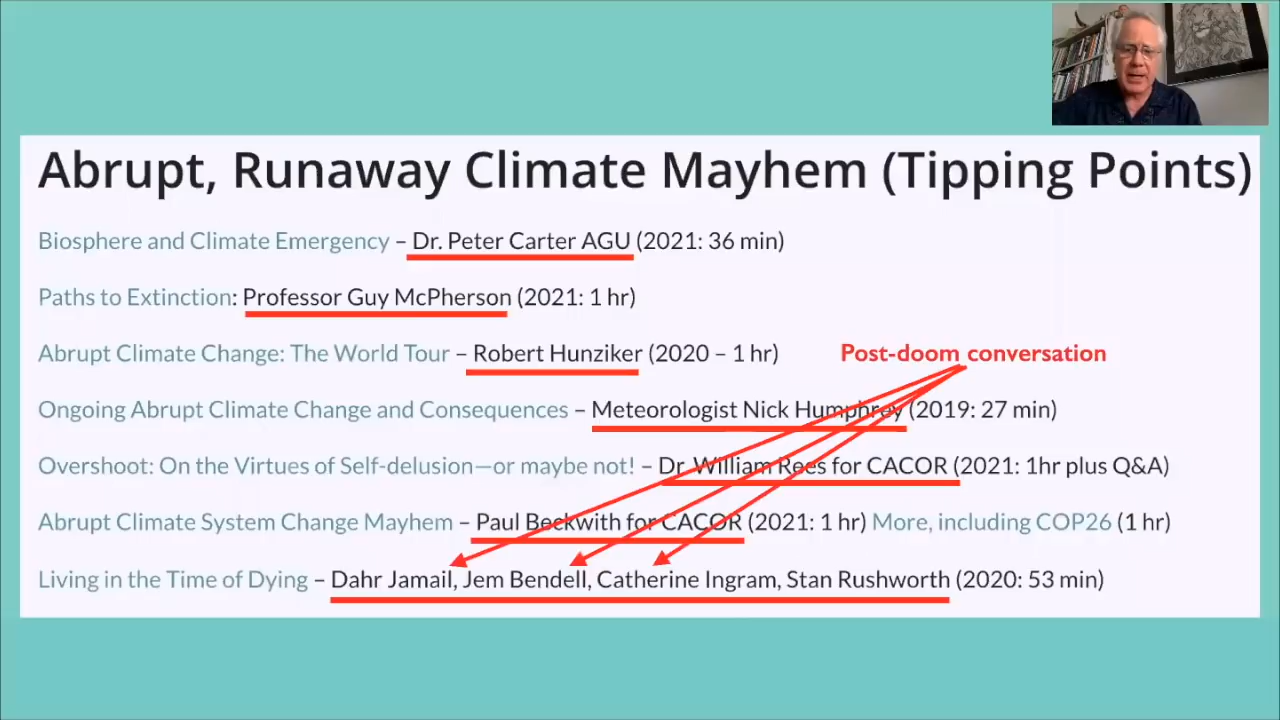 Abrupt, Runaway Climate Mayhem (Tipping Points)
Biosphere and Climate Emergency – Dr. Peter Carter AGU (2021: 36 min)
Paths to Extinction: Professor Guy McPherson (2021: 1 hr)
Abrupt Climate Change: The World Tour – Robert Hunziker (2020 – 1 hr)
Post-doom conversation
Ongoing Abrupt Climate Change and Consequences – Meteorologist Nick Humphrey (2019: 27 min)
Overshoot: On the Virtues of Self-delusion—or maybe not! – Dr. William Rees for CACOR (2021: 1hr plus Q&A)
Abrupt Climate System Change Mayhem – Paul Beckwith for CACOR (2021: 1 hr) More, including COP26 (1 hr)
Living in the Time of Dying – Dahr Jamail, Jem Bendell, Catherine Ingram, Stan Rushworth (2020: 53 min)